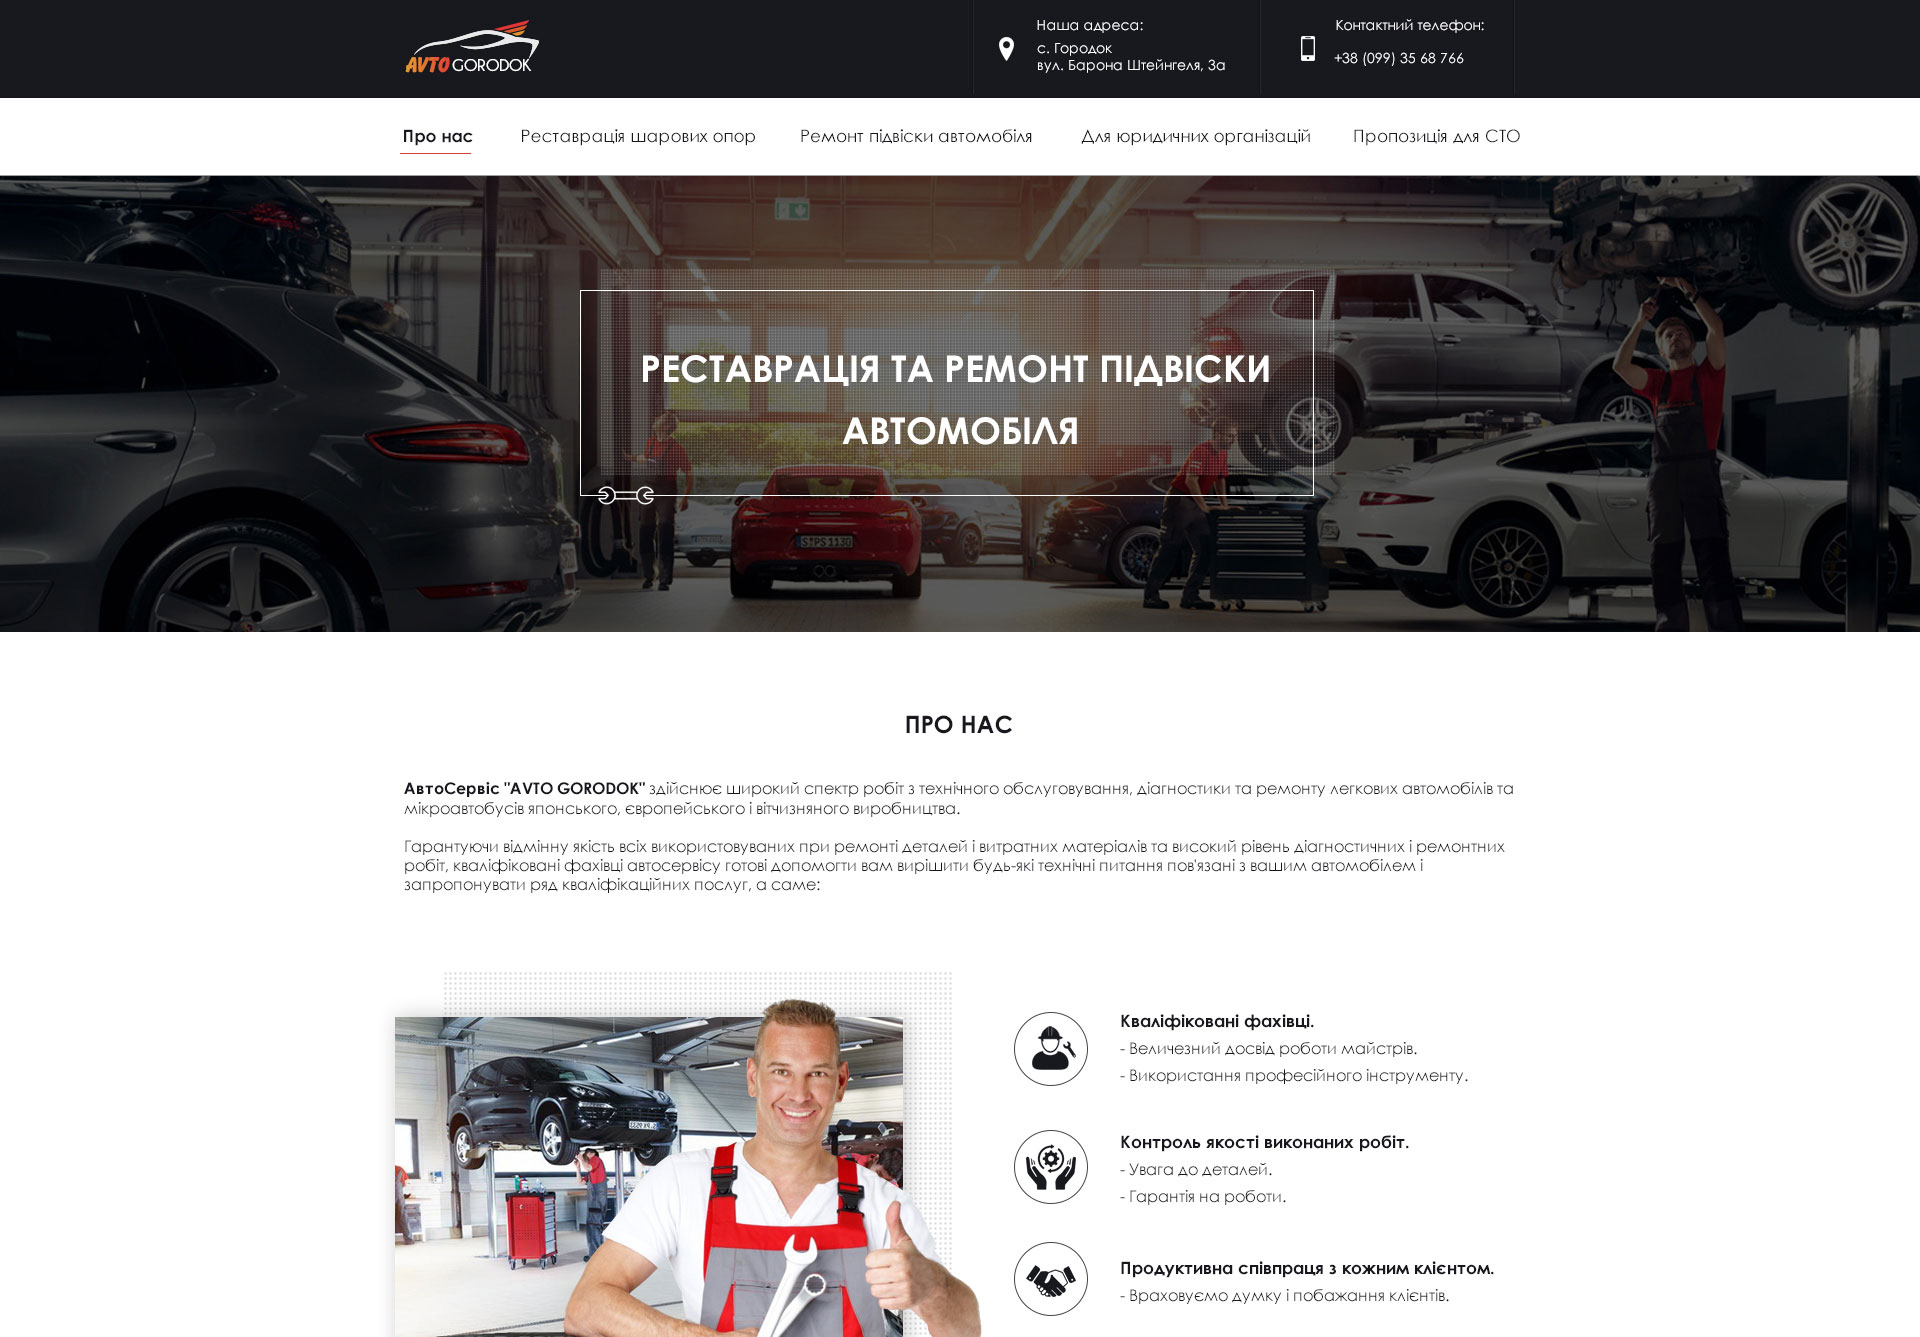 AVTO GORODOK
Наша адреса:
с. Городок
вул. Барона Штейнгеля, 3а
Контактний телефон:
+38 (099) 35 68 766
Про нас
Реставрація шарових опор
Ремонт підвіски автомобіля
Для юридичних організацій
Пропозиція для СТО
РЕСТАВРАЦІЯ ТА РЕМОНТ ПІДВІСКИ
АВТОМОБІЛЯ
S PS 1130
ПРО НАС
АвтоСервіс "AVTO GORODOK" здійснює широкий спектр робіт з технічного обслуговування, діагностики та ремонту легкових автомобілів та
мікроавтобусів японського, європейського і вітчизняного виробництва.
Гарантуючи відмінну якість всіх використовуваних при ремонті деталей і витратних матеріалів та високий рівень діагностичних і ремонтних
робіт, кваліфіковані фахівці автосервісу готові допомогти вам вирішити будь-які технічні питання пов'язані з вашим автомобілем і
запропонувати ряд кваліфікаційних послуг, а саме:
Кваліфіковані фахівці.
- Величезний досвід роботи майстрів.
- Використання професійного інструменту.
Контроль якості виконаних робіт.
- Увага до деталей.
- Гарантія на роботи.
Продуктивна співпраця з кожним клієнтом.
- Враховуємо думку і побажання клієнтів.